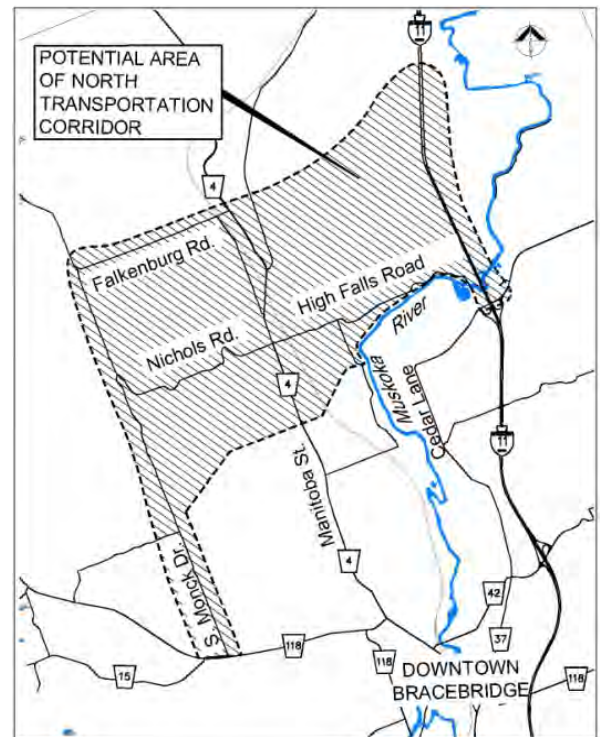 11
POTENTIAL AREA
OF NORTH
TRANSPORTATION
CORRIDOR
4
Falkenburg Rd.
High Falls Road
Nichols Rd.
Muskoka River
4
Cedar Lane
11
Manitoba St.
S. Monck Dr.
4
42
118
37
15
118
118
DOWNTOWN
BRACEBRIDGE